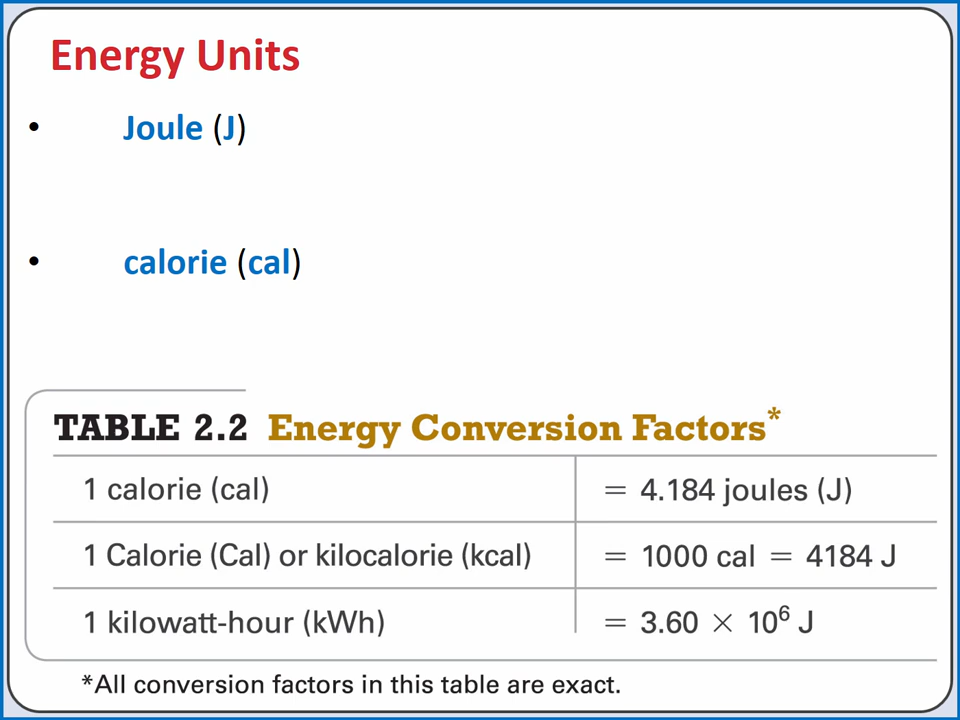 Energy Units
• Joule (J)
• calorie (cal)
TABLE 2.2 Energy Conversion Factors*
1 calorie (cal) = 4.184 joules (J)
1 Calorie (Cal) or kilocalorie (kcal) = 1000 cal = 4184 J
1 kilowatt-hour (kWh) = 3.60 × 10⁶ J
*All conversion factors in this table are exact.